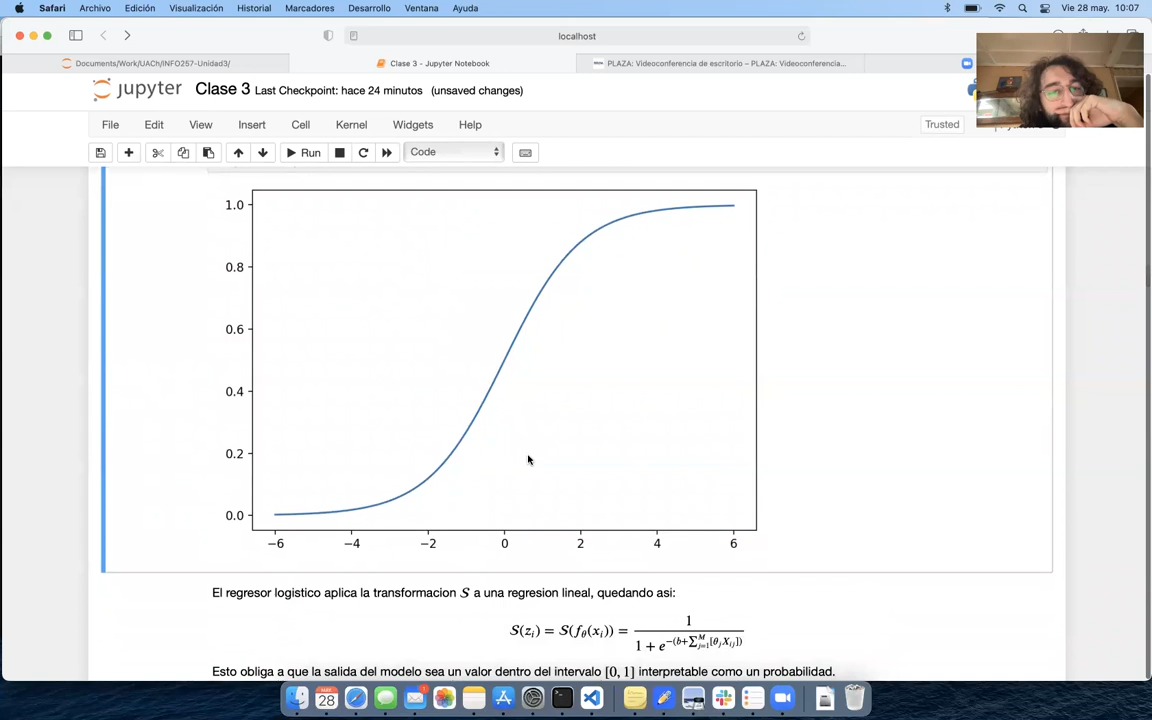 Safari Archivo Edición Visualización Historial Marcadores Desarrollo Ventana Ayuda Vie 28 may. 10:07
localhost
Documents/Work/UACh/INFO257-Unidad3/ Clase 3 - Jupyter Notebook PLAZA: Videoconferencia de escritorio – PLAZA: Videoconferencia...
jupyter Clase 3 Last Checkpoint: hace 24 minutos (unsaved changes)
File Edit View Insert Cell Kernel Widgets Help Trusted
Run Code
1.0
0.8
0.6
0.4
0.2
0.0
−6 −4 −2 0 2 4 6
El regresor logistico aplica la transformacion S a una regresion lineal, quedando asi:
S(z_i) = S(f_θ(x_i)) = 1 / (1 + e^{−(b+∑_{j=1}^{M}[θ_j X_{ij}])})
Esto obliga a que la salida del modelo sea un valor dentro del intervalo [0, 1] interpretable como un probabilidad.
MAY.
28